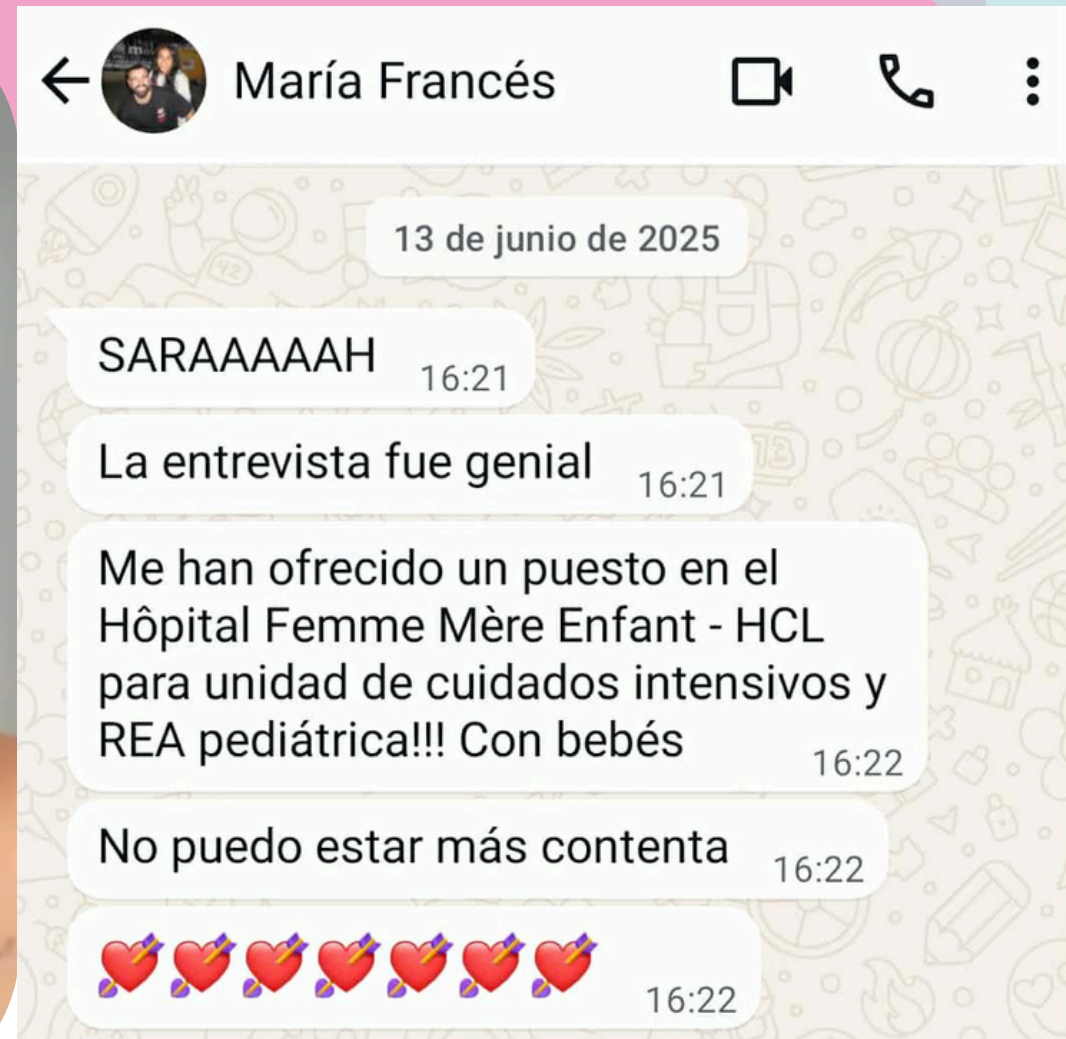 María Francés
13 de junio de 2025
SARAAAAAH 16:21
La entrevista fue genial 16:21
Me han ofrecido un puesto en el
Hôpital Femme Mère Enfant - HCL
para unidad de cuidados intensivos y
REA pediátrica!!! Con bebés 16:22
No puedo estar más contenta 16:22
💘💘💘💘💘💘💘 16:22